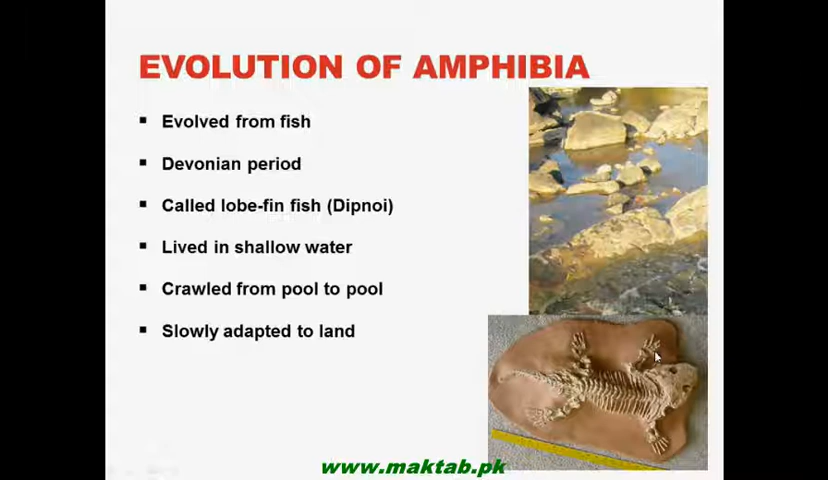 EVOLUTION OF AMPHIBIA
Evolved from fish
Devonian period
Called lobe-fin fish (Dipnoi)
Lived in shallow water
Crawled from pool to pool
Slowly adapted to land
www.maktab.pk